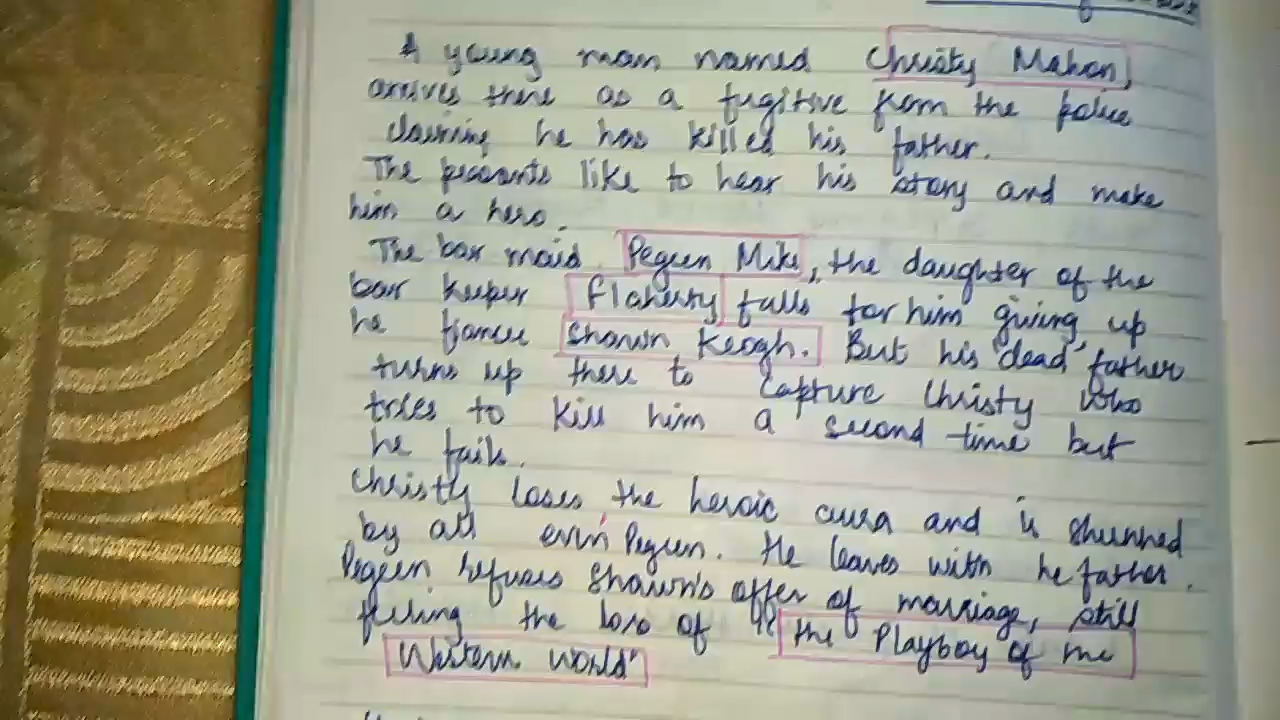 A young man named Christy Mahon,
arrives there as a fugitive from the police
claiming he has killed his father.
The peasants like to hear his story and make
him a hero.
The bar maid Pegeen Mike, the daughter of the
bar keeper Flaherty falls for him giving up
he fiancee Shawn Keogh. But his 'dead' father
turns up there to capture Christy who
tries to kill him a second time but
he fails.
Christy loses the heroic aura and is shunned
by all even Pegeen. He leaves with he father.
Pegeen refuses Shawn's offer of marriage, still
feeling the loss of "the Playboy of the
Western World"